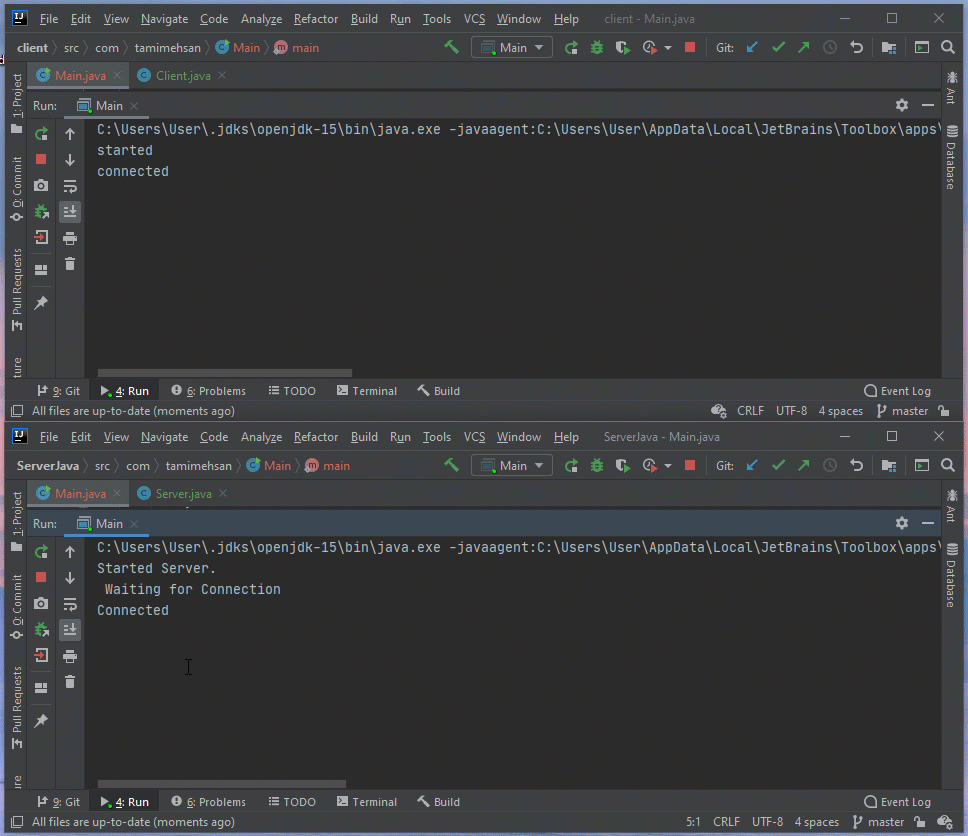 File Edit View Navigate Code Analyze Refactor Build Run Tools VCS Window Help client - Main.java
client src com tamimehsan Main main Main Git:
Main.java Client.java
Run: Main
C:\Users\User\.jdks\openjdk-15\bin\java.exe -javaagent:C:\Users\User\AppData\Local\JetBrains\Toolbox\apps\
started
connected
1: Project
0: Commit
Pull Requests
ture
Ant
Database
9: Git 4: Run 6: Problems TODO Terminal Build Event Log
All files are up-to-date (moments ago) CRLF UTF-8 4 spaces master
File Edit View Navigate Code Analyze Refactor Build Run Tools VCS Window Help ServerJava - Main.java
ServerJava src com tamimehsan Main main Main Git:
Main.java Server.java
Run: Main
C:\Users\User\.jdks\openjdk-15\bin\java.exe -javaagent:C:\Users\User\AppData\Local\JetBrains\Toolbox\apps\
Started Server.
Waiting for Connection
Connected
1: Project
0: Commit
Pull Requests
ure
Ant
Database
9: Git 4: Run 6: Problems TODO Terminal Build Event Log
All files are up-to-date (moments ago) 5:1 CRLF UTF-8 4 spaces master